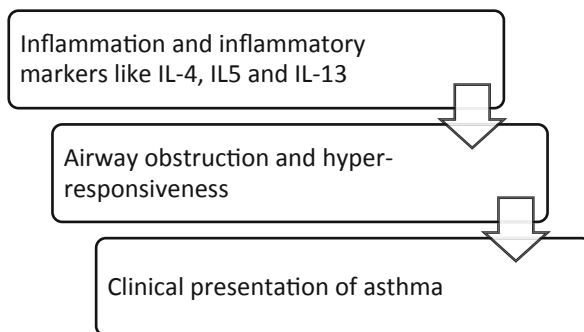 Inflammation and inflammatory
markers like IL-4, IL5 and IL-13
Airway obstruction and hyper-
responsiveness
Clinical presentation of asthma